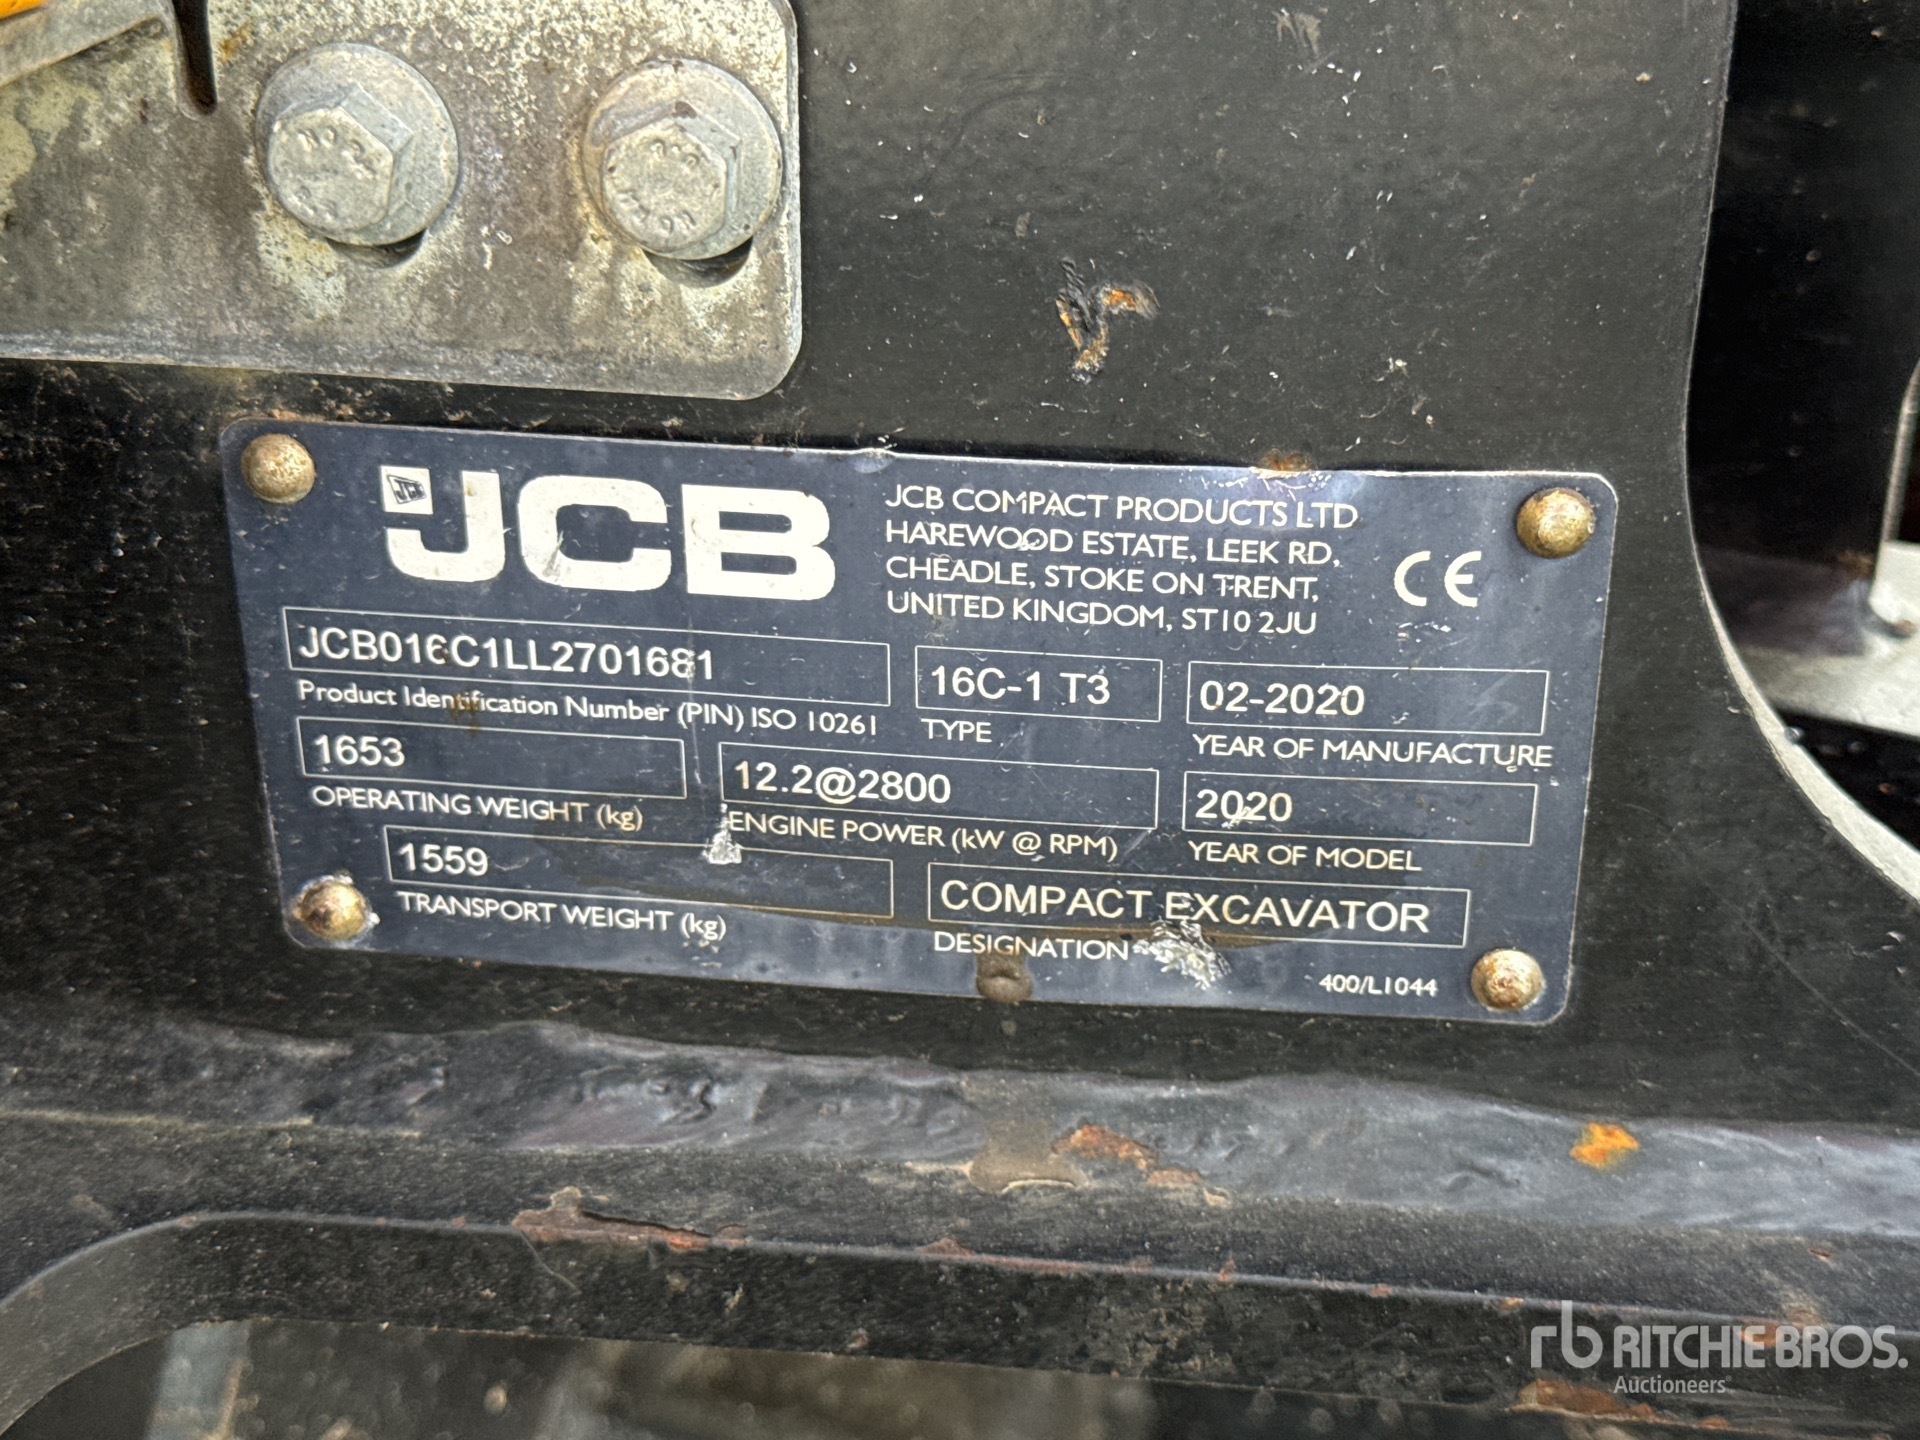 JCB
JCB COMPACT PRODUCTS LTD
HAREWOOD ESTATE, LEEK RD,
CHEADLE, STOKE ON TRENT,
UNITED KINGDOM, ST10 2JU
CE
JCB016C1LL2701681
Product Identification Number (PIN) ISO 10261
16C-1 T3
TYPE
02-2020
YEAR OF MANUFACTURE
1653
OPERATING WEIGHT (kg)
12.2@2800
ENGINE POWER (kW @ RPM)
2020
YEAR OF MODEL
1559
TRANSPORT WEIGHT (kg)
COMPACT EXCAVATOR
DESIGNATION
400/L1044
rb RITCHIE BROS.
Auctioneers